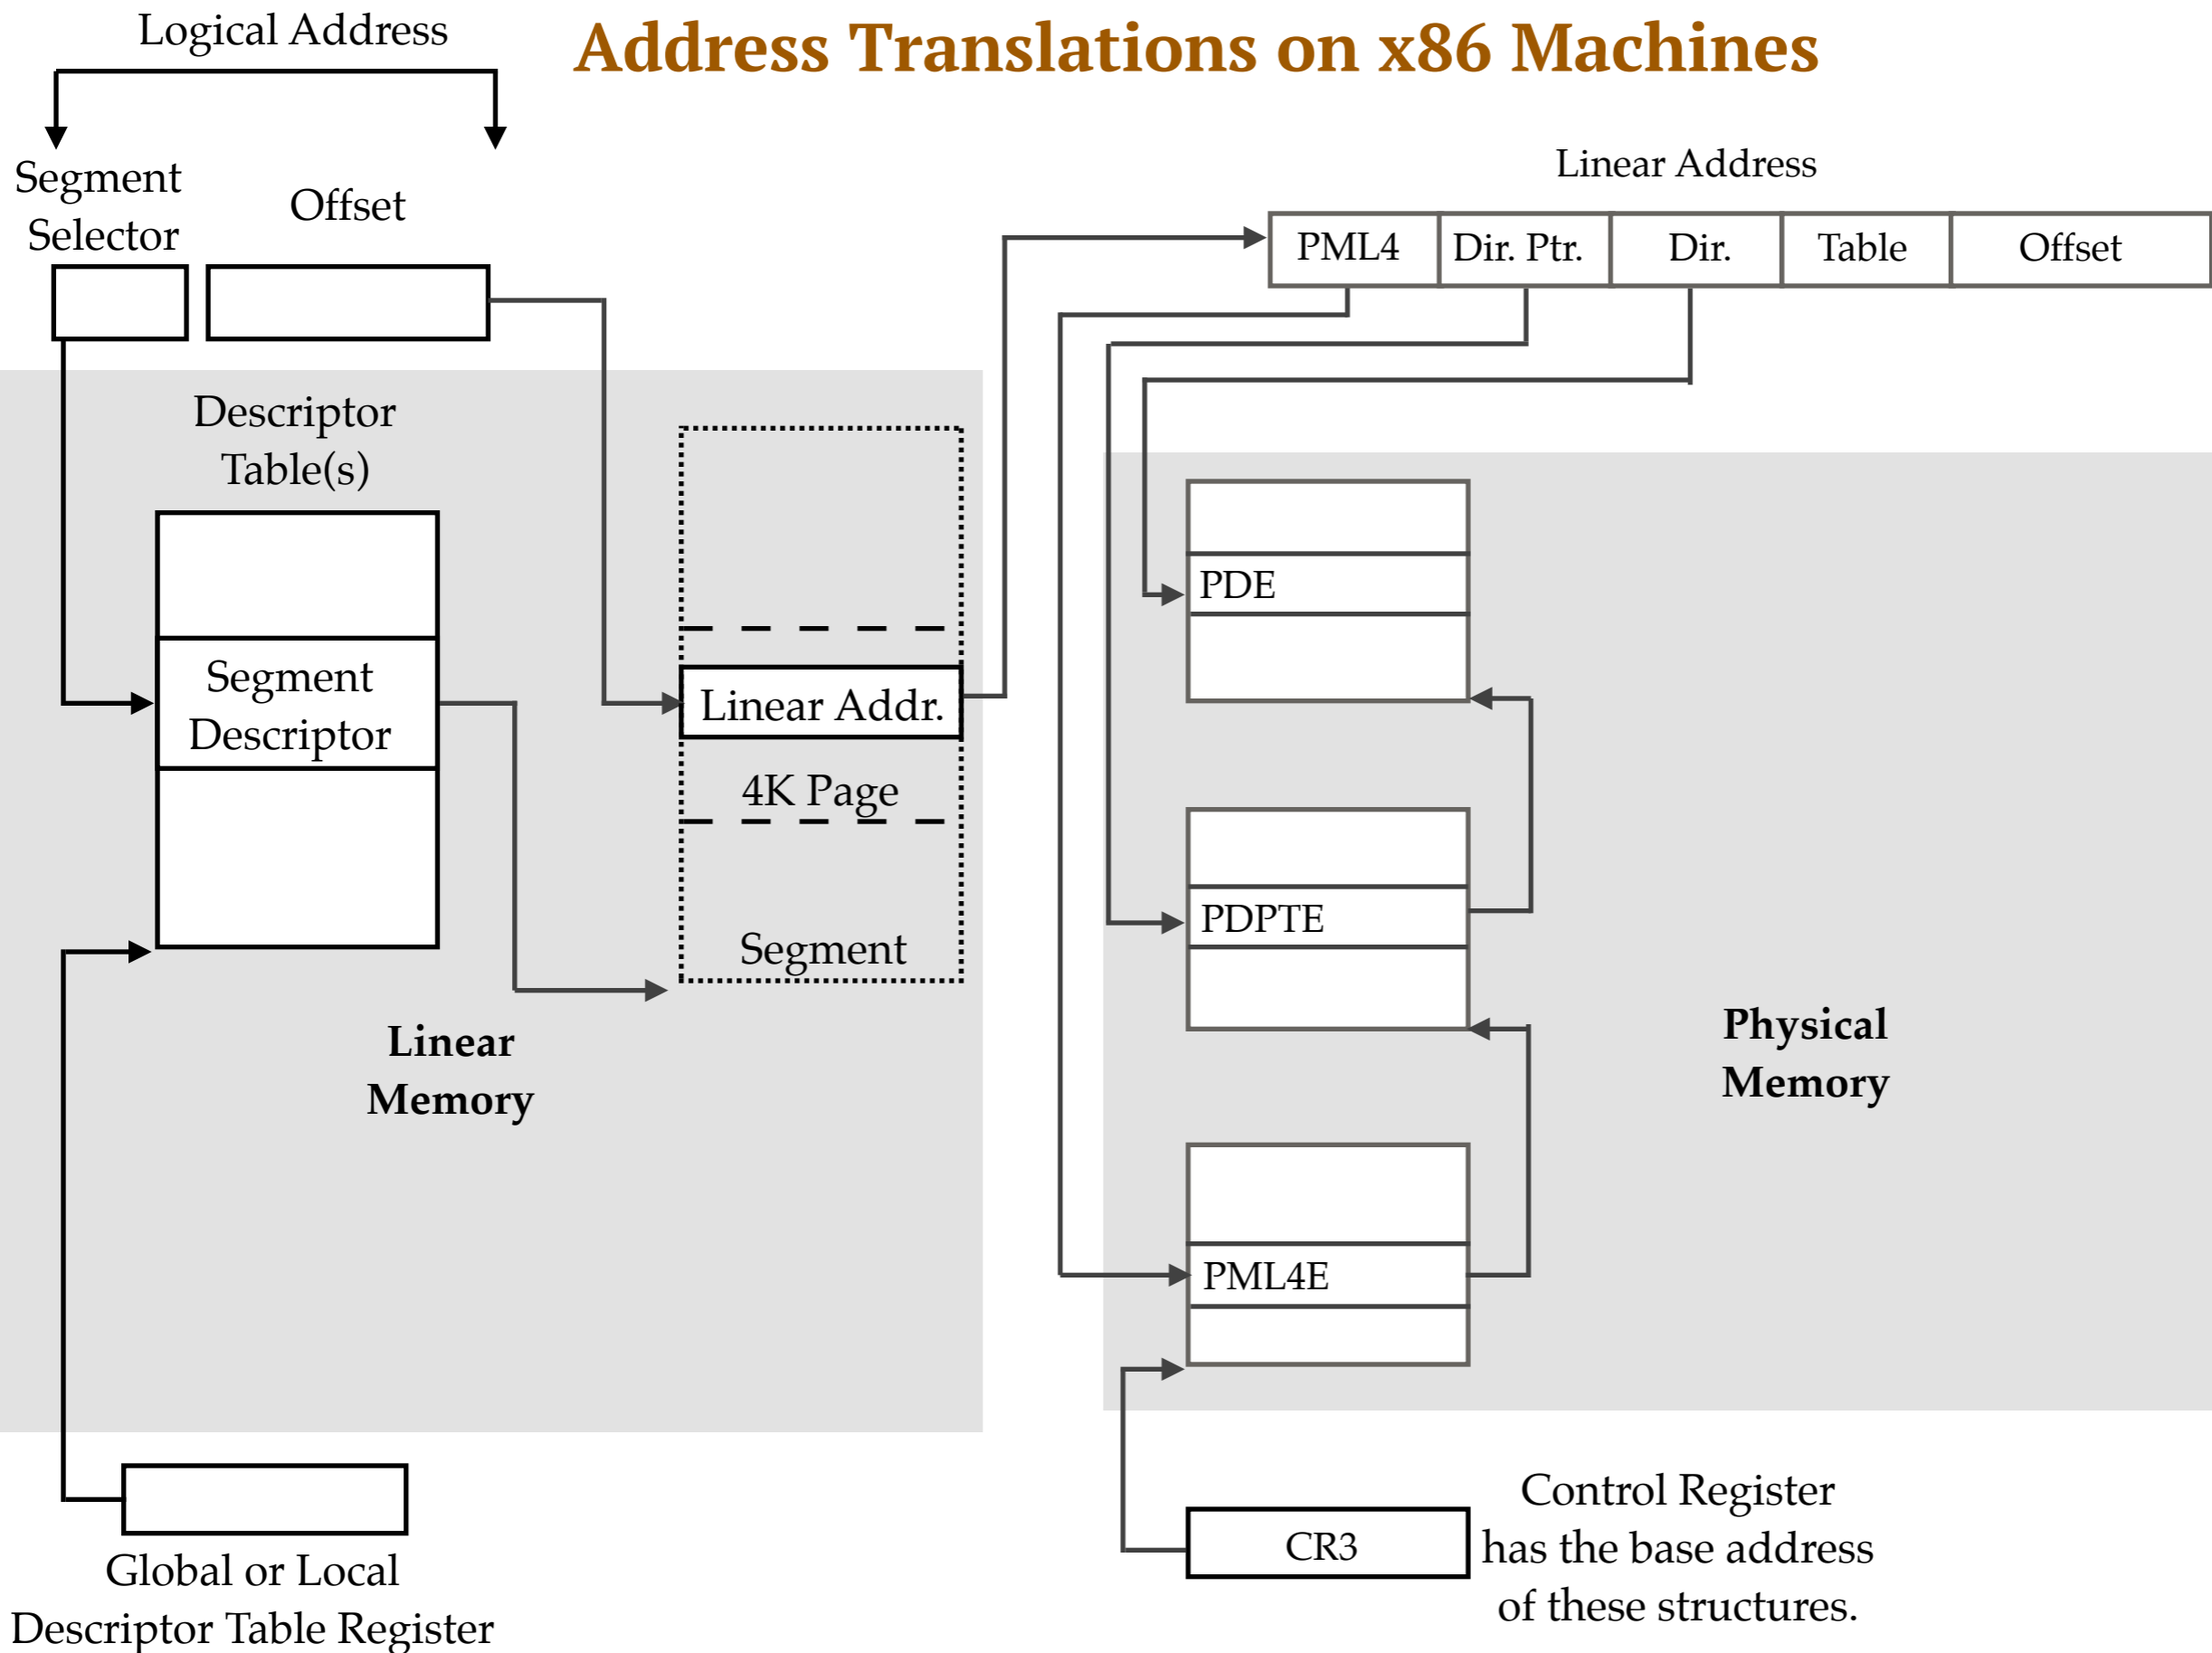 Address Translations on x86 Machines
Logical Address
Segment
Selector
Offset
Descriptor
Table(s)
Segment
Descriptor
Linear Addr.
4K Page
Segment
Linear
Memory
Global or Local
Descriptor Table Register
Linear Address
PML4
Dir. Ptr.
Dir.
Table
Offset
PDE
PDPTE
PML4E
Physical
Memory
CR3
Control Register
has the base address
of these structures.